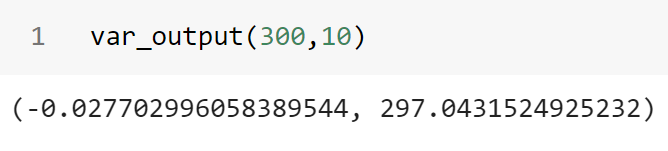 1 var_output(300,10)
(-0.027702996058389544, 297.0431524925232)